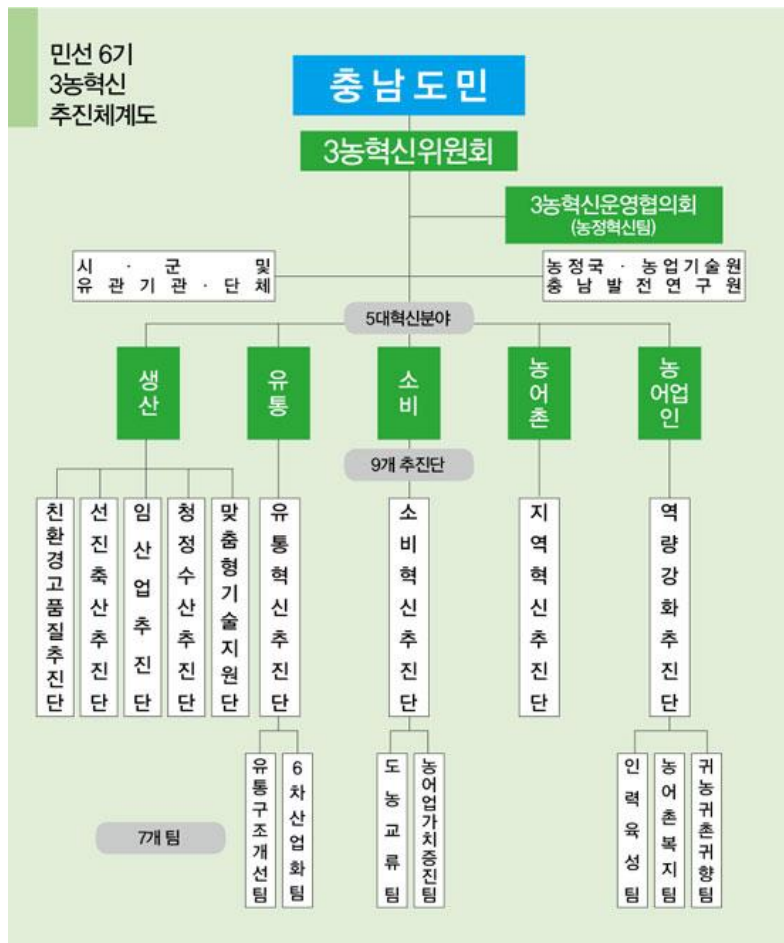 민선 6기
3농혁신
추진체계도
충남도민
3농혁신위원회
3농혁신운영협의회
(농정혁신팀)
시·군 및
유관기관·단체
농정국·농업기술원
충남발전연구원
5대혁신분야
생산
유통
소비
농어촌
농어업인
9개 추진단
친환경고품질추진단
선진축산추진단
임산업추진단
청정수산추진단
맞춤형기술지원단
유통혁신추진단
소비혁신추진단
지역혁신추진단
역량강화추진단
7개 팀
유통구조개선팀
6차산업화팀
도농교류팀
농어업가치증진팀
인력육성팀
농어촌복지팀
귀농귀촌귀향팀